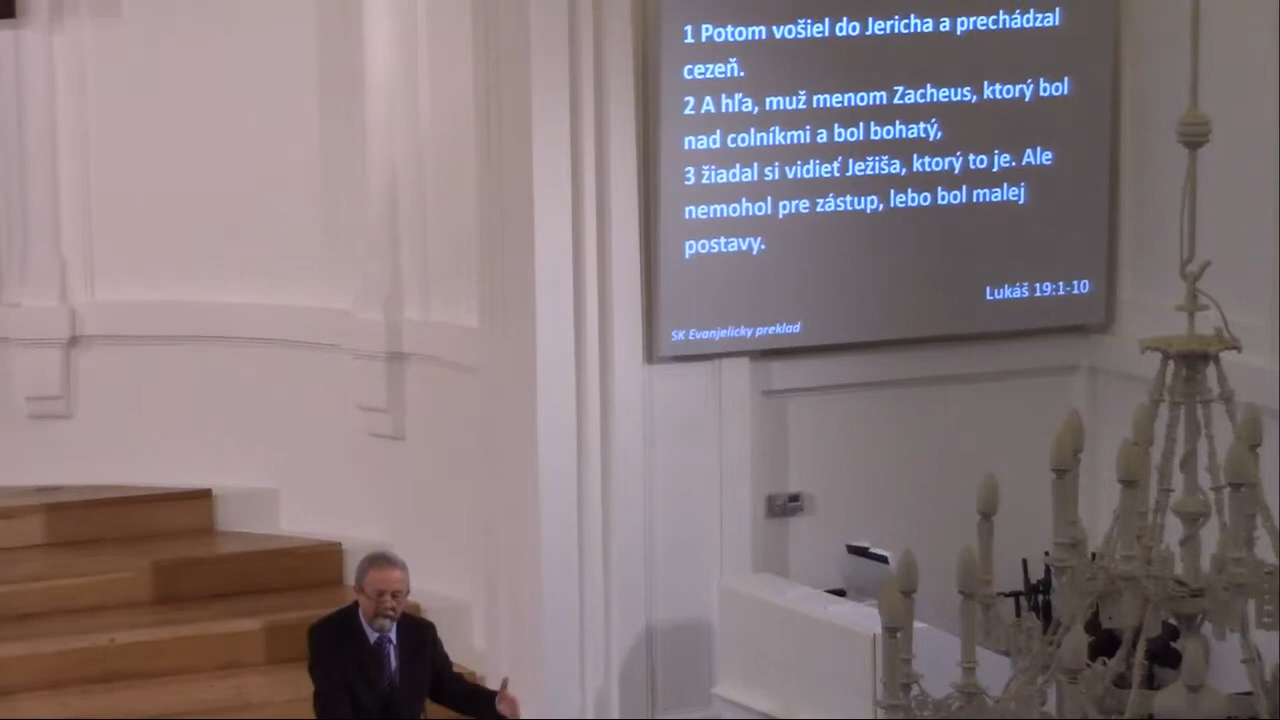 1 Potom vošiel do Jericha a prechádzal
cezeň.
2 A hľa, muž menom Zacheus, ktorý bol
nad colníkmi a bol bohatý,
3 žiadal si vidieť Ježiša, ktorý to je. Ale
nemohol pre zástup, lebo bol malej
postavy.
Lukáš 19:1-10
SK Evanjelicky preklad